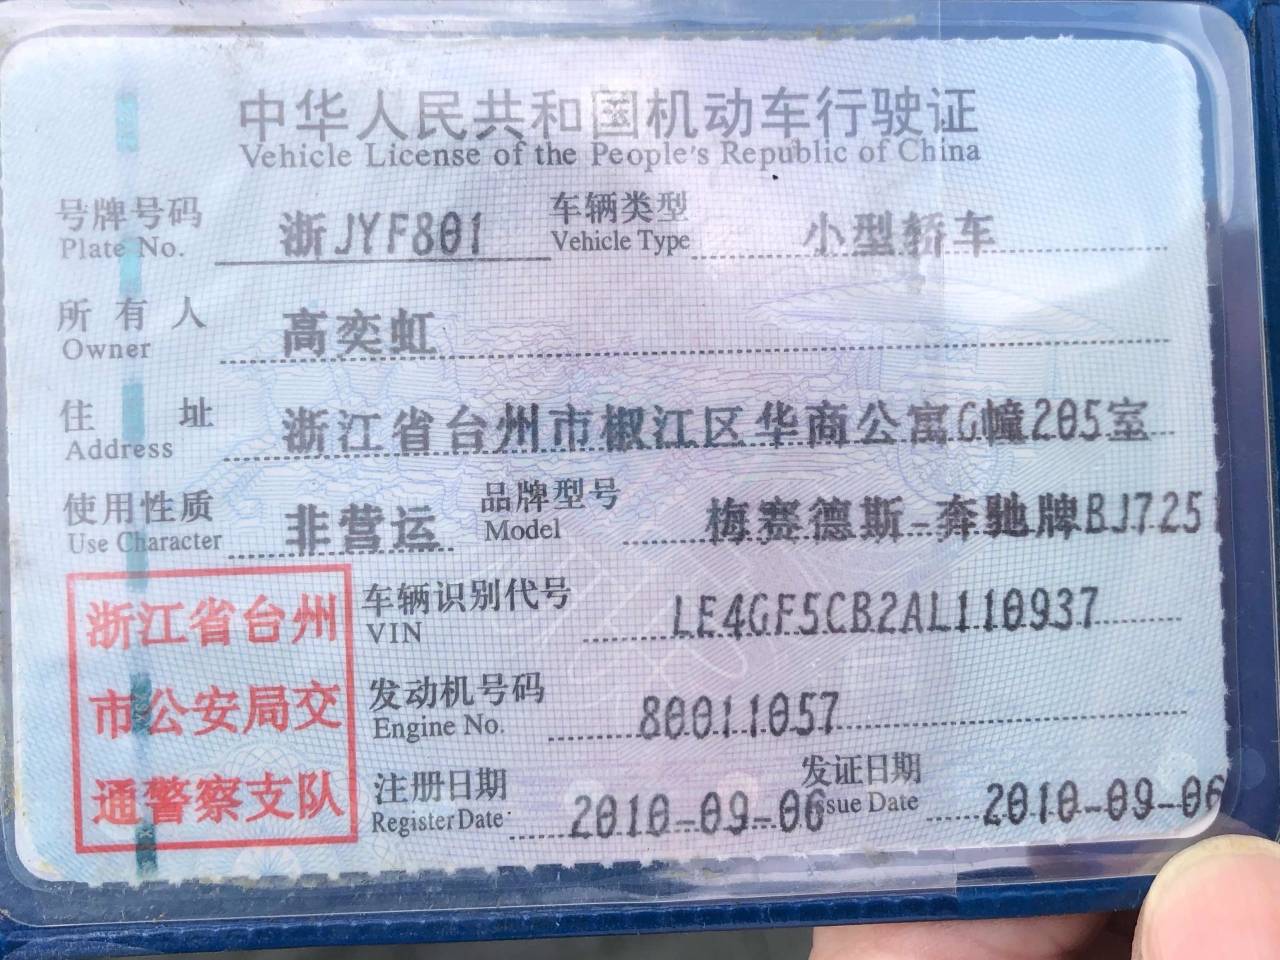 中华人民共和国机动车行驶证
Vehicle License of the People's Republic of China
号牌号码 浙JYF801 车辆类型 小型轿车
Plate No. Vehicle Type
所有人 高奕虹
Owner
住址 浙江省台州市椒江区华商公寓G幢205室
Address
使用性质 非营运 品牌型号 梅赛德斯-奔驰牌BJ725
Use Character Model
车辆识别代号 LE4GF5CB2AL110937
VIN
发动机号码 80011057
Engine No.
注册日期 2010-09-06 发证日期 2010-09-06
Register Date Issue Date
浙江省台州
市公安局交
通警察支队